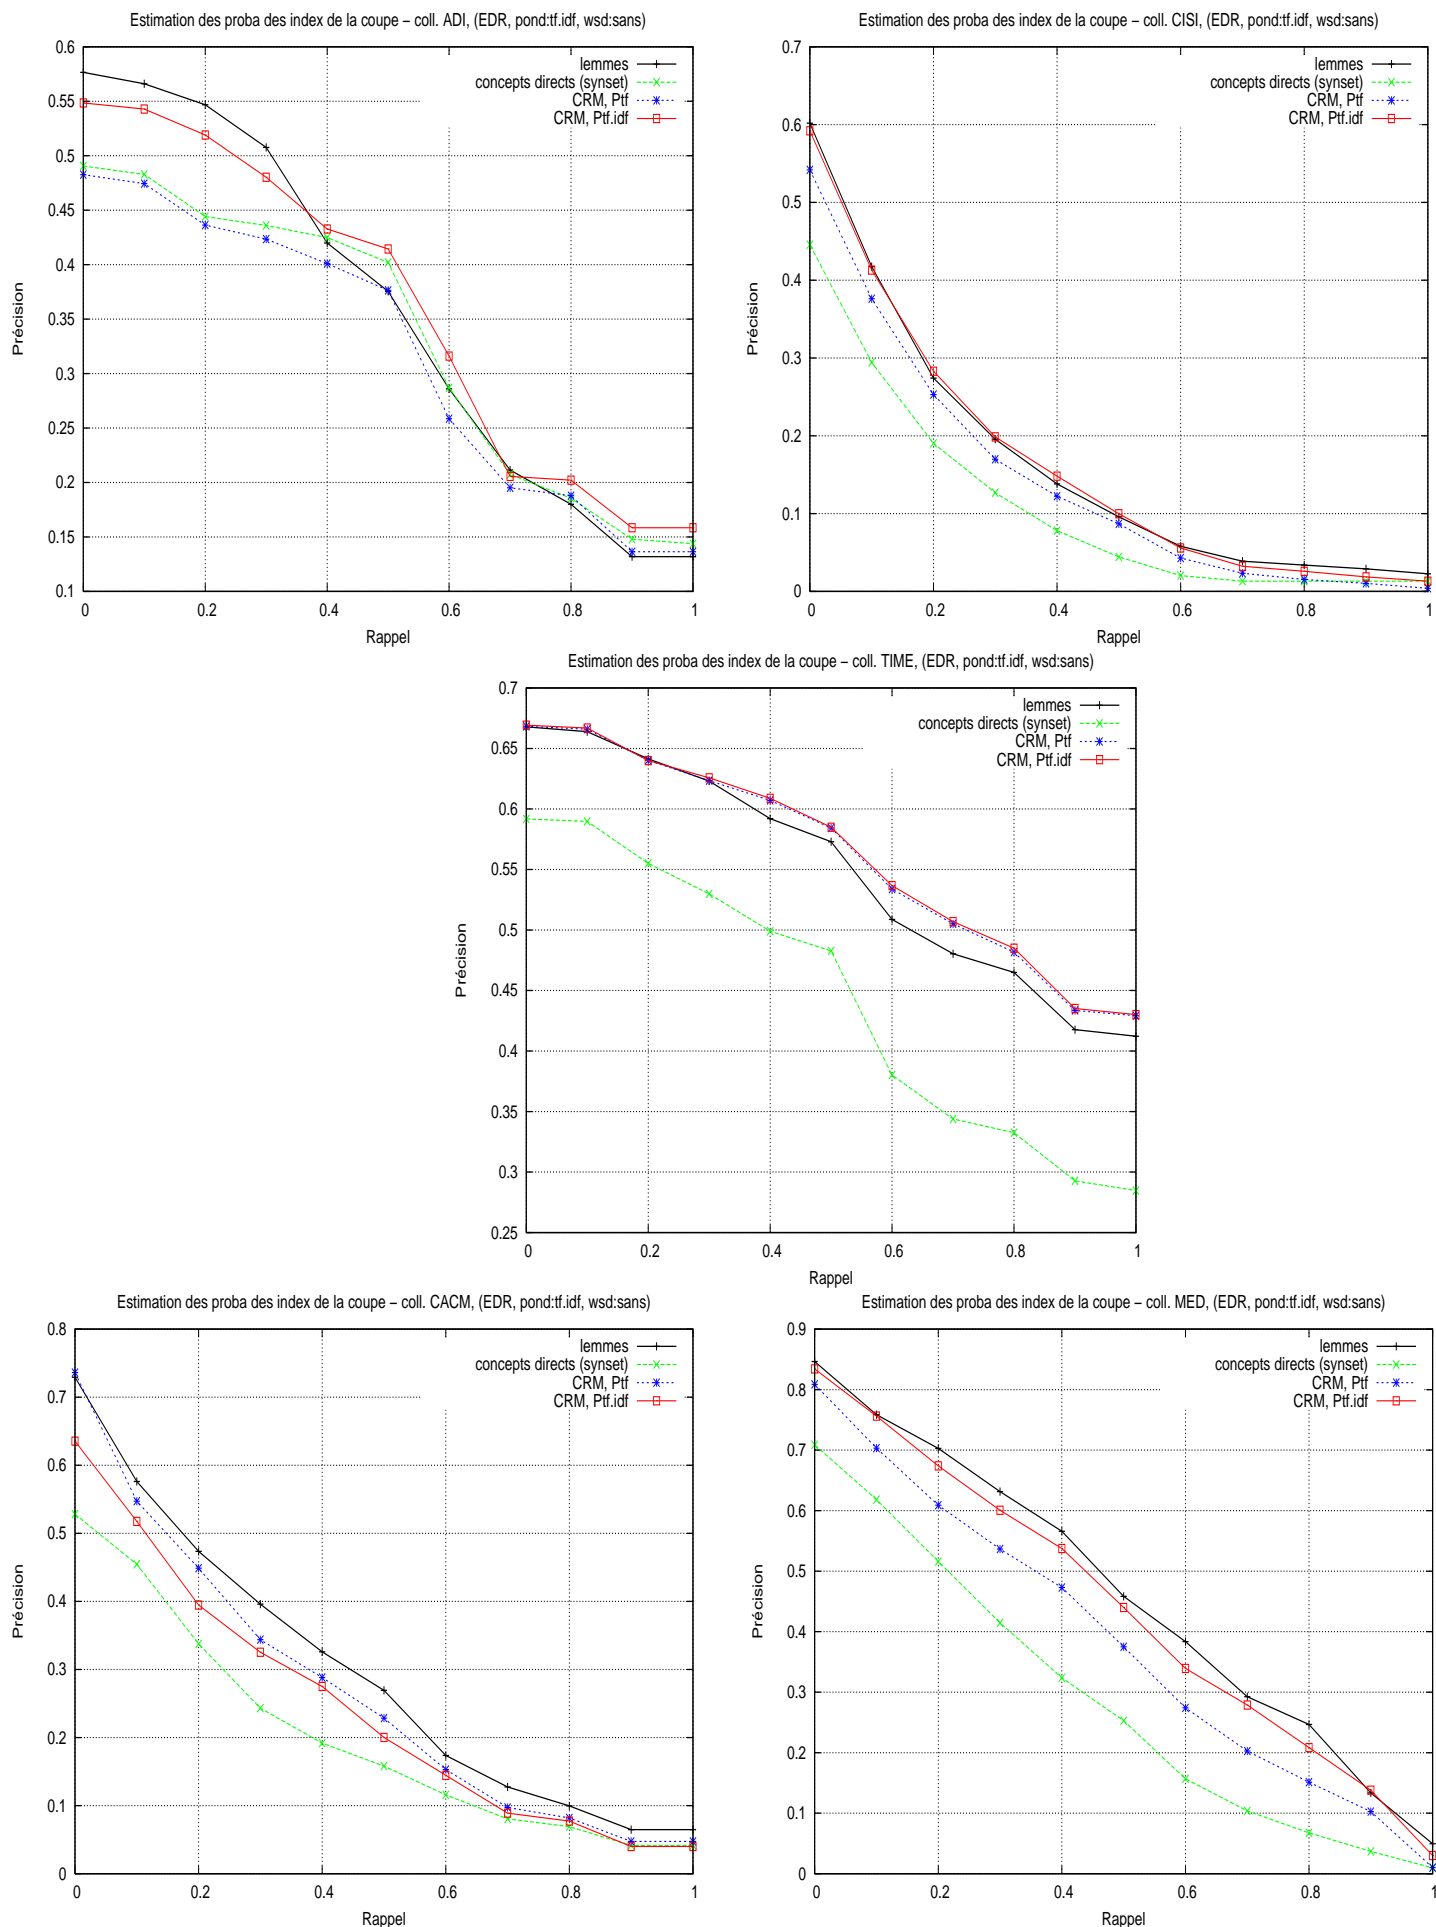 Estimation des proba des index de la coupe – coll. ADI, (EDR, pond:tf.idf, wsd:sans)
0.6
0.55
0.5
0.45
0.4
0.35
0.3
0.25
0.2
0.15
0.1
0 0.2 0.4 0.6 0.8 1
Précision
Rappel
lemmes
concepts directs (synset)
CRM, Ptf
CRM, Ptf.idf
Estimation des proba des index de la coupe – coll. CISI, (EDR, pond:tf.idf, wsd:sans)
0.7
0.6
0.5
0.4
0.3
0.2
0.1
0
0 0.2 0.4 0.6 0.8 1
Précision
Rappel
lemmes
concepts directs (synset)
CRM, Ptf
CRM, Ptf.idf
Estimation des proba des index de la coupe – coll. TIME, (EDR, pond:tf.idf, wsd:sans)
0.7
0.65
0.6
0.55
0.5
0.45
0.4
0.35
0.3
0.25
0 0.2 0.4 0.6 0.8 1
Précision
Rappel
lemmes
concepts directs (synset)
CRM, Ptf
CRM, Ptf.idf
Estimation des proba des index de la coupe – coll. CACM, (EDR, pond:tf.idf, wsd:sans)
0.8
0.7
0.6
0.5
0.4
0.3
0.2
0.1
0
0 0.2 0.4 0.6 0.8 1
Précision
Rappel
lemmes
concepts directs (synset)
CRM, Ptf
CRM, Ptf.idf
Estimation des proba des index de la coupe – coll. MED, (EDR, pond:tf.idf, wsd:sans)
0.9
0.8
0.7
0.6
0.5
0.4
0.3
0.2
0.1
0
0 0.2 0.4 0.6 0.8 1
Précision
Rappel
lemmes
concepts directs (synset)
CRM, Ptf
CRM, Ptf.idf